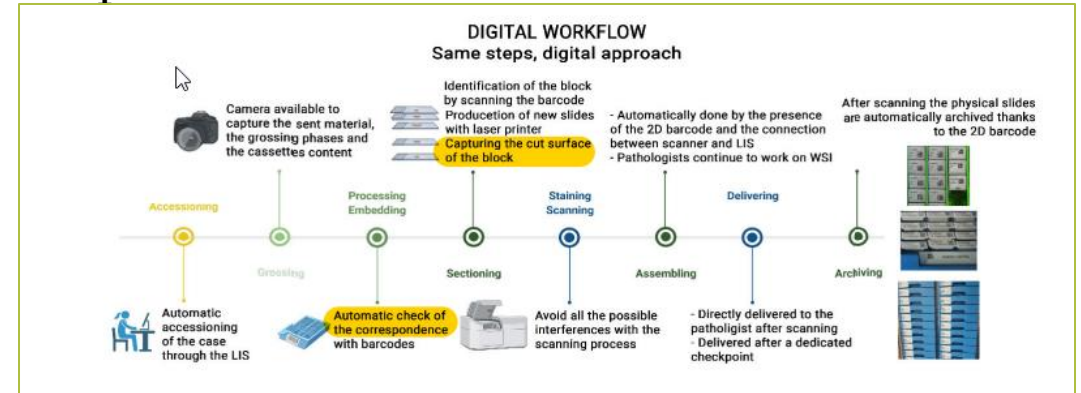 DIGITAL WORKFLOW
Same steps, digital approach
Camera available to
capture the sent material,
the grossing phases and
the cassettes content
Identification of the block
by scanning the barcode
Producetion of new slides
with laser printer
Capturing the cut surface
of the block
- Automatically done by the presence
of the 2D barcode and the connection
between scanner and LIS
- Pathologists continue to work on WSI
After scanning the physical slides
are automatically archived thanks
to the 2D barcode
Accessioning
Processing
Embedding
Staining
Scanning
Delivering
Grossing
Sectioning
Assembling
Archiving
Automatic
accessioning
of the case
through the LIS
Automatic check of
the correspondence
with barcodes
Avoid all the possible
interferences with the
scanning process
- Directly delivered to the
patholigist after scanning
- Delivered after a dedicated
checkpoint